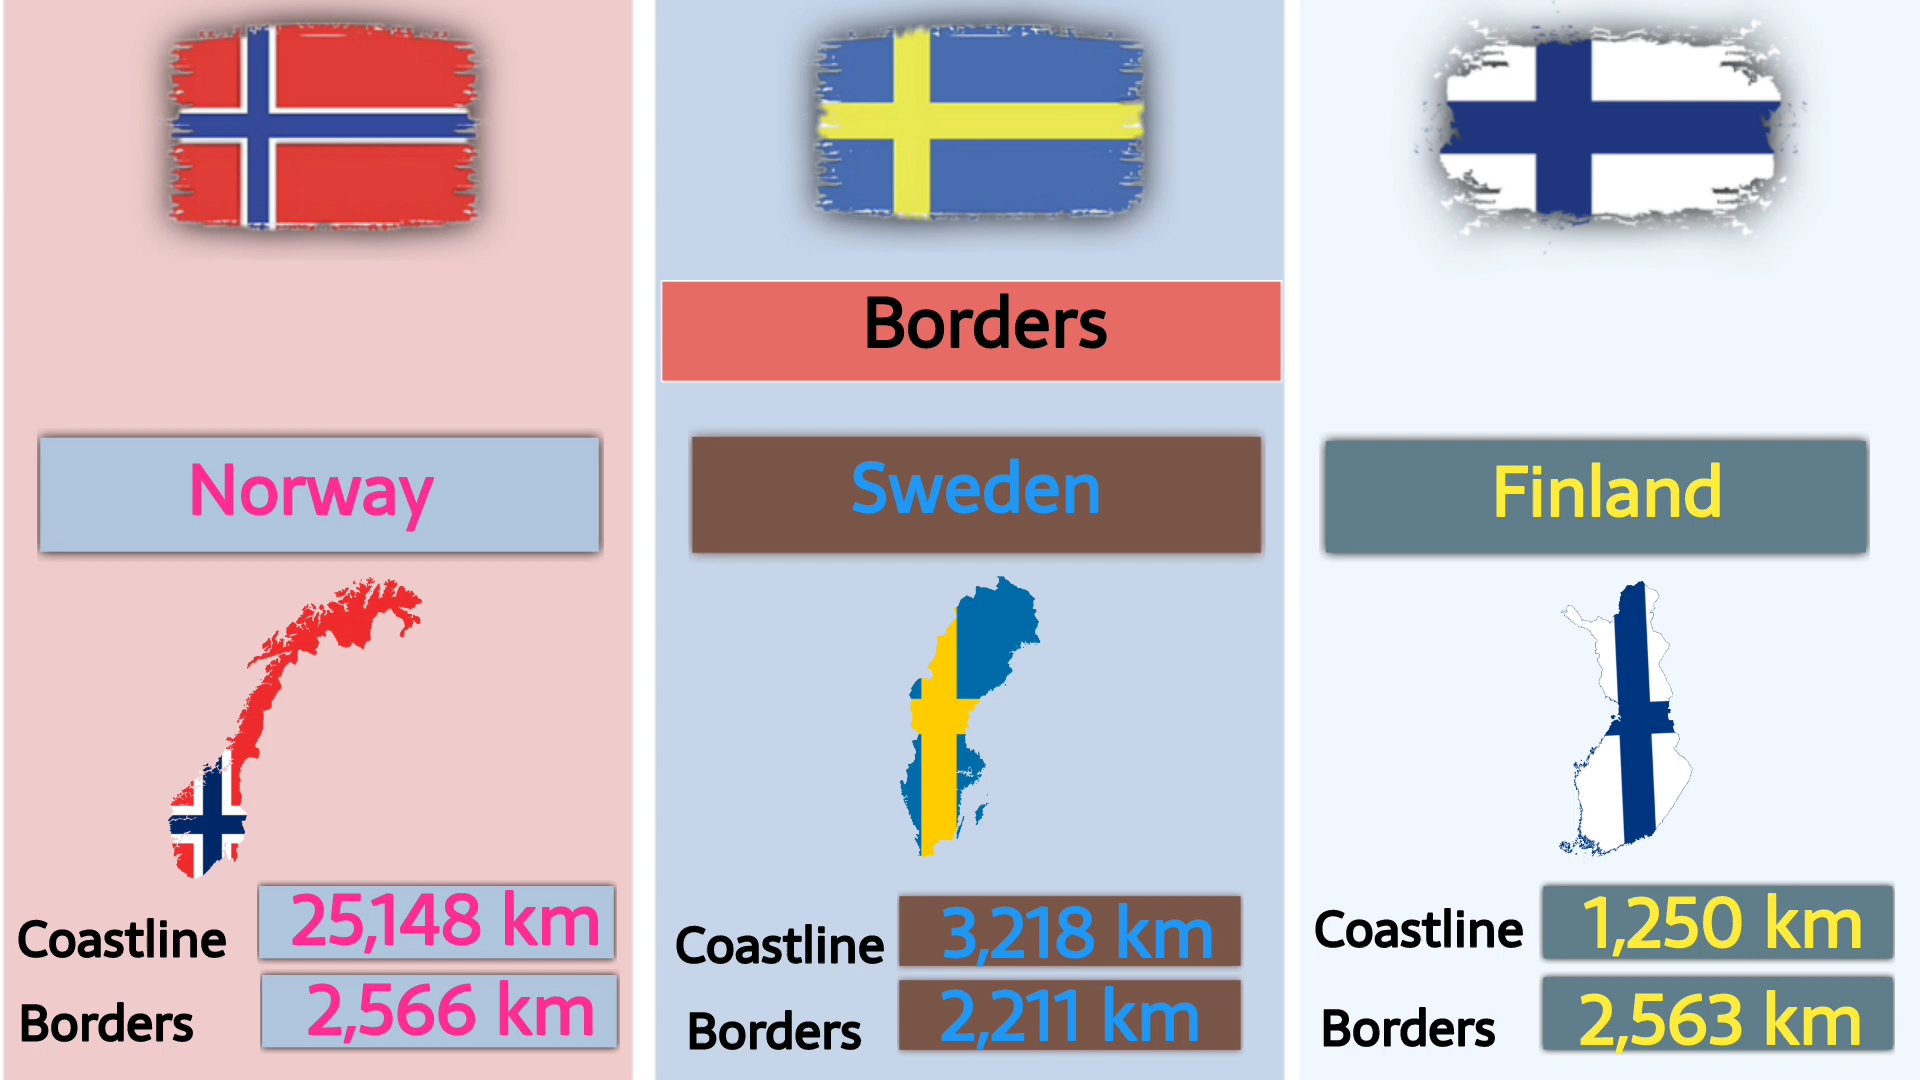 Borders
Norway
Sweden
Finland
Coastline 25,148 km
Borders 2,566 km
Coastline 3,218 km
Borders 2,211 km
Coastline 1,250 km
Borders 2,563 km